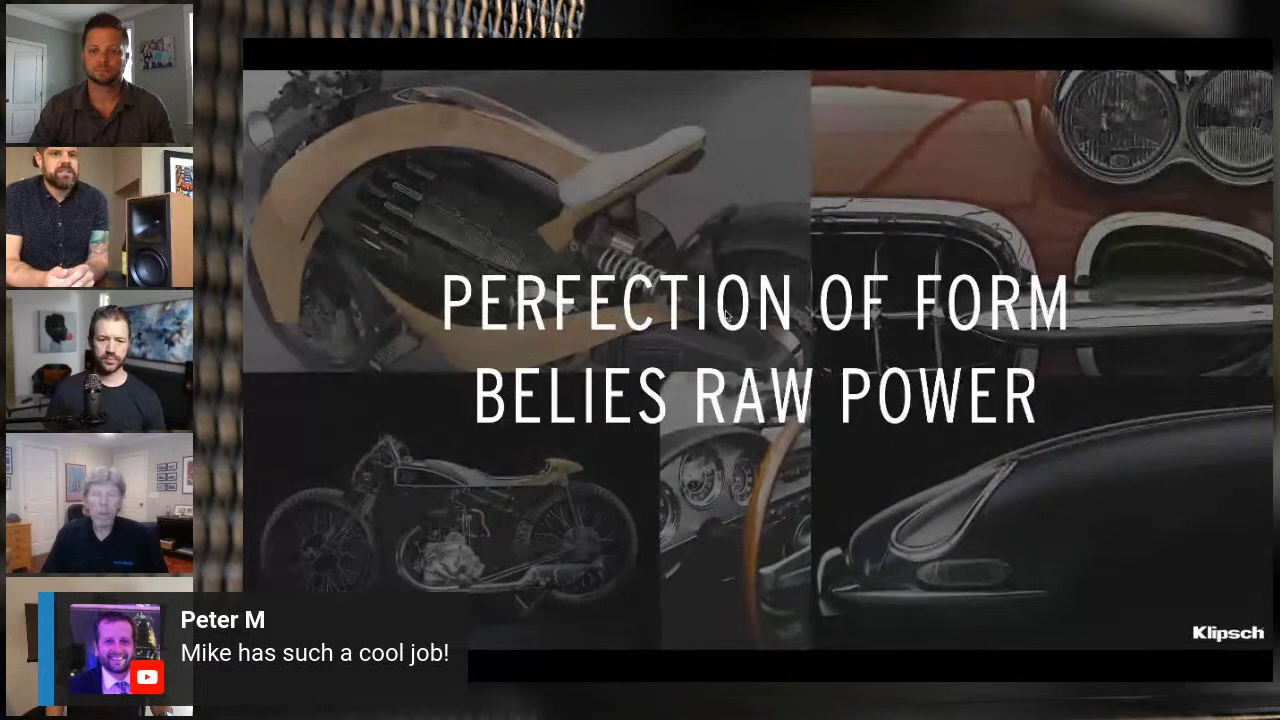 PERFECTION OF FORM
BELIES RAW POWER
Klipsch
Peter M
Mike has such a cool job!